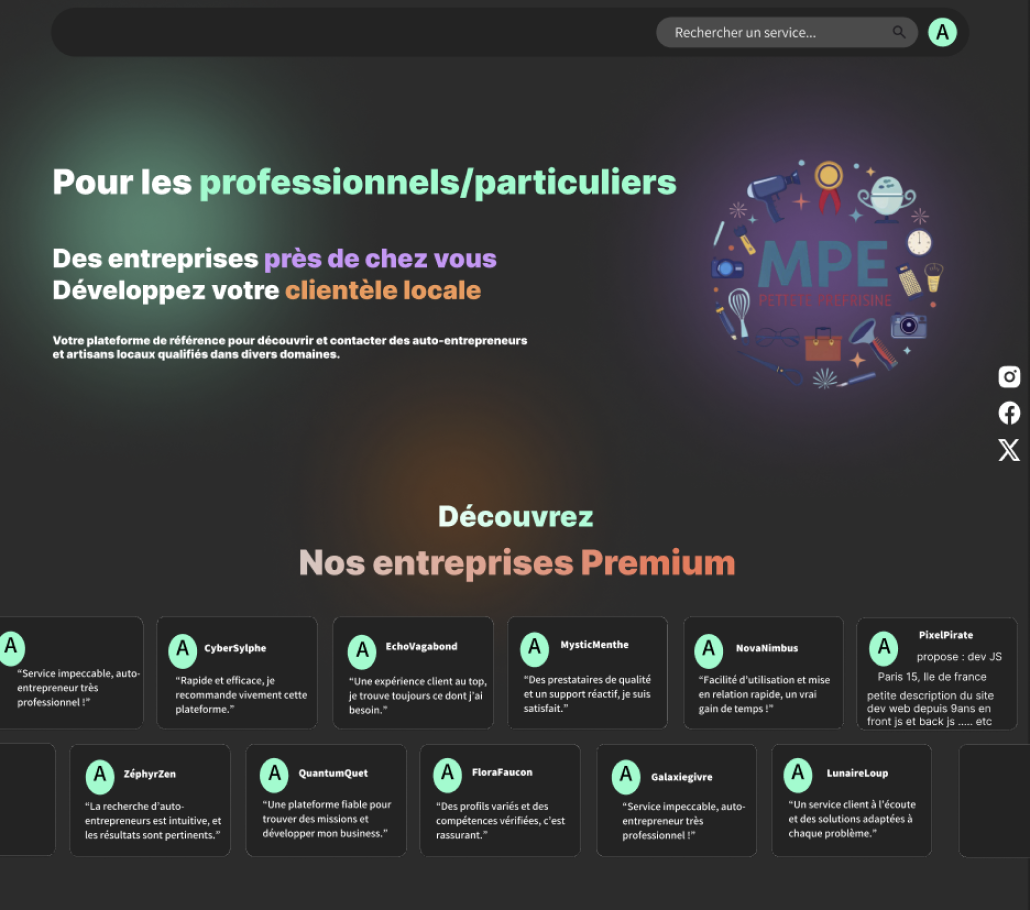 Rechercher un service...
A
Pour les professionnels/particuliers
Des entreprises près de chez vous
Développez votre clientèle locale
Votre plateforme de référence pour découvrir et contacter des auto-entrepreneurs
et artisans locaux qualifiés dans divers domaines.
MPE
Découvrez
Nos entreprises Premium
A
“Service impeccable, auto-
entrepreneur très
professionnel !”
A
CyberSylphe
“Rapide et efficace, je
recommande vivement cette
plateforme.”
A
EchoVagabond
“Une expérience client au top,
je trouve toujours ce dont j'ai
besoin.”
A
MysticMenthe
“Des prestataires de qualité
et un support réactif, je suis
satisfait.”
A
NovaNimbus
“Facilité d'utilisation et mise
en relation rapide, un vrai
gain de temps !”
A
PixelPirate
propose : dev JS
Paris 15, Ile de france
petite description du site
dev web depuis 9ans en
front js et back js ..... etc
A
ZéphyrZen
“La recherche d'auto-
entrepreneurs est intuitive, et
les résultats sont pertinents.”
A
QuantumQuet
“Une plateforme fiable pour
trouver des missions et
développer mon business.”
A
FloraFaucon
“Des profils variés et des
compétences vérifiées, c'est
rassurant.”
A
Galaxiegivre
“Service impeccable, auto-
entrepreneur très
professionnel !”
A
LunaireLoup
“Un service client à l'écoute
et des solutions adaptées à
chaque problème.”